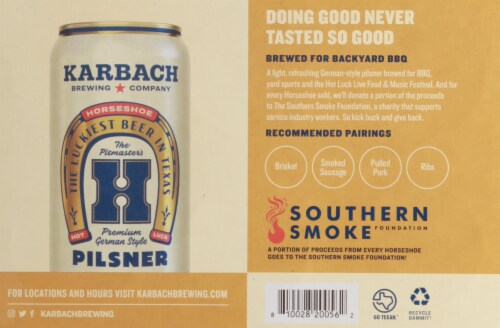 KARBACH
BREWING ★ COMPANY
HORSESHOE
THE LUCKIEST BEER IN TEXAS
The
Pitmaster's
H
Premium
German Style
HOT
LUCK
PILSNER
FOR LOCATIONS AND HOURS VISIT KARBACHBREWING.COM
KARBACHBREWING
DOING GOOD NEVER
TASTED SO GOOD
BREWED FOR BACKYARD BBQ
A light, refreshing German-style pilsner brewed for BBQ,
yard sports and the Hot Luck Live Food & Music Festival. And for
every Horseshoe sold, we'll donate a portion of the proceeds
to The Southern Smoke Foundation, a charity that supports
service industry workers. So kick back and give back.
RECOMMENDED PAIRINGS
Brisket
Smoked
Sausage
Pulled
Pork
Ribs
SOUTHERN
SMOKE FOUNDATION
A PORTION OF PROCEEDS FROM EVERY HORSESHOE
GOES TO THE SOUTHERN SMOKE FOUNDATION!
8 10028 20056 2
GO TEXAN.
RECYCLE
DAMMIT!